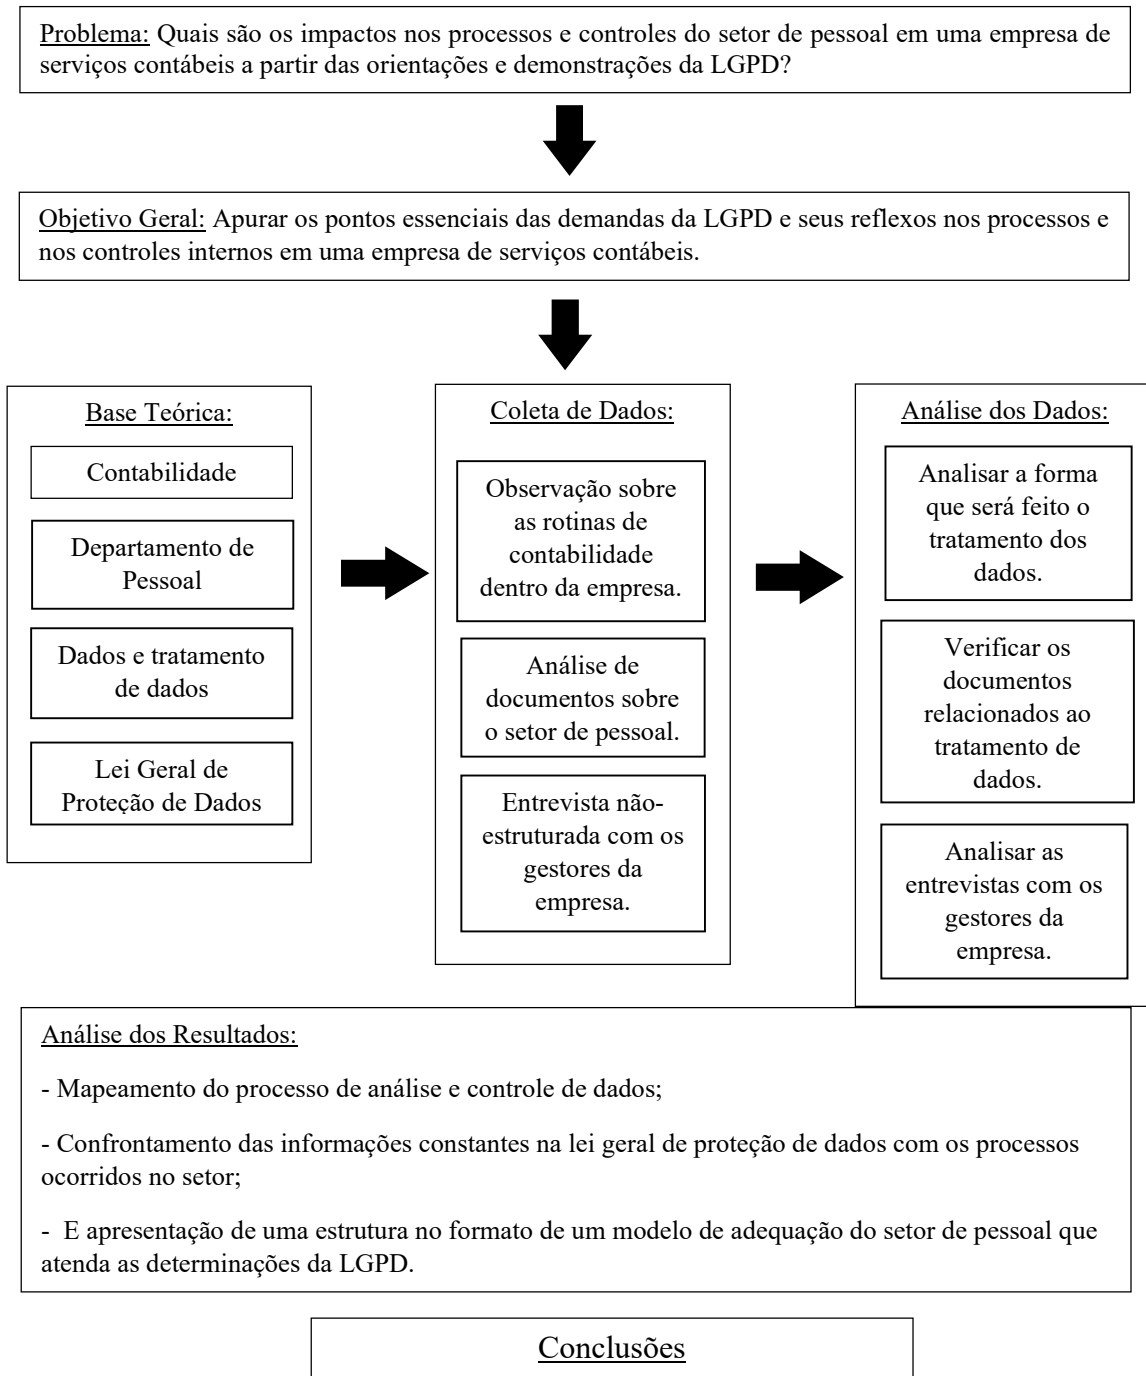 Problema: Quais são os impactos nos processos e controles do setor de pessoal em uma empresa de
serviços contábeis a partir das orientações e demonstrações da LGPD?
Objetivo Geral: Apurar os pontos essenciais das demandas da LGPD e seus reflexos nos processos e
nos controles internos em uma empresa de serviços contábeis.
Base Teórica:
Contabilidade
Departamento de
Pessoal
Dados e tratamento
de dados
Lei Geral de
Proteção de Dados
Coleta de Dados:
Observação sobre
as rotinas de
contabilidade
dentro da empresa.
Análise de
documentos sobre
o setor de pessoal.
Entrevista não-
estruturada com os
gestores da
empresa.
Análise dos Dados:
Analisar a forma
que será feito o
tratamento dos
dados.
Verificar os
documentos
relacionados ao
tratamento de
dados.
Analisar as
entrevistas com os
gestores da
empresa.
Análise dos Resultados:
- Mapeamento do processo de análise e controle de dados;
- Confrontamento das informações constantes na lei geral de proteção de dados com os processos
ocorridos no setor;
- E apresentação de uma estrutura no formato de um modelo de adequação do setor de pessoal que
atenda as determinações da LGPD.
Conclusões